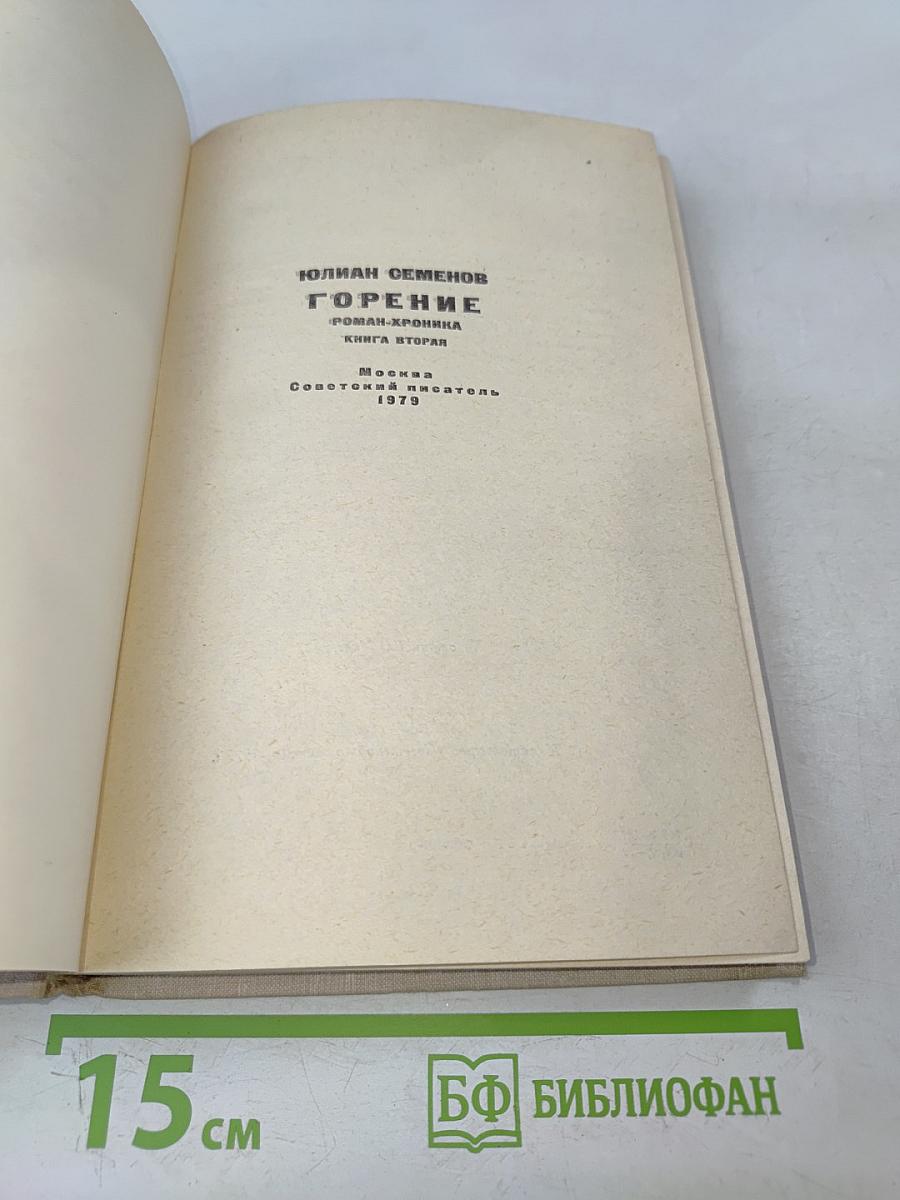 ЮЛИАН СЕМЕНОВ
ГОРЕНИЕ
РОМАН-ХРОНИКА
КНИГА ВТОРАЯ
Москва
Советский писатель
1979
15 см
БФ БИБЛИОФАН